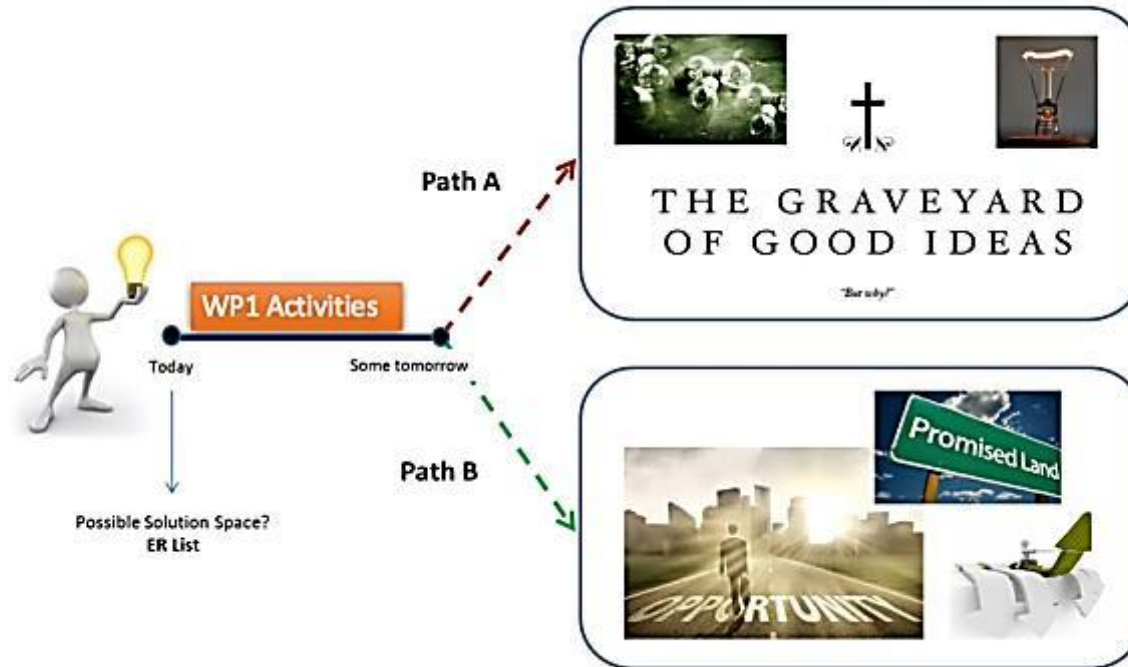 Path A
THE GRAVEYARD
OF GOOD IDEAS
"But why?"
WP1 Activities
Today
Some tomorrow
Path B
Possible Solution Space?
ER List
Promised Land
OPPORTUNITY